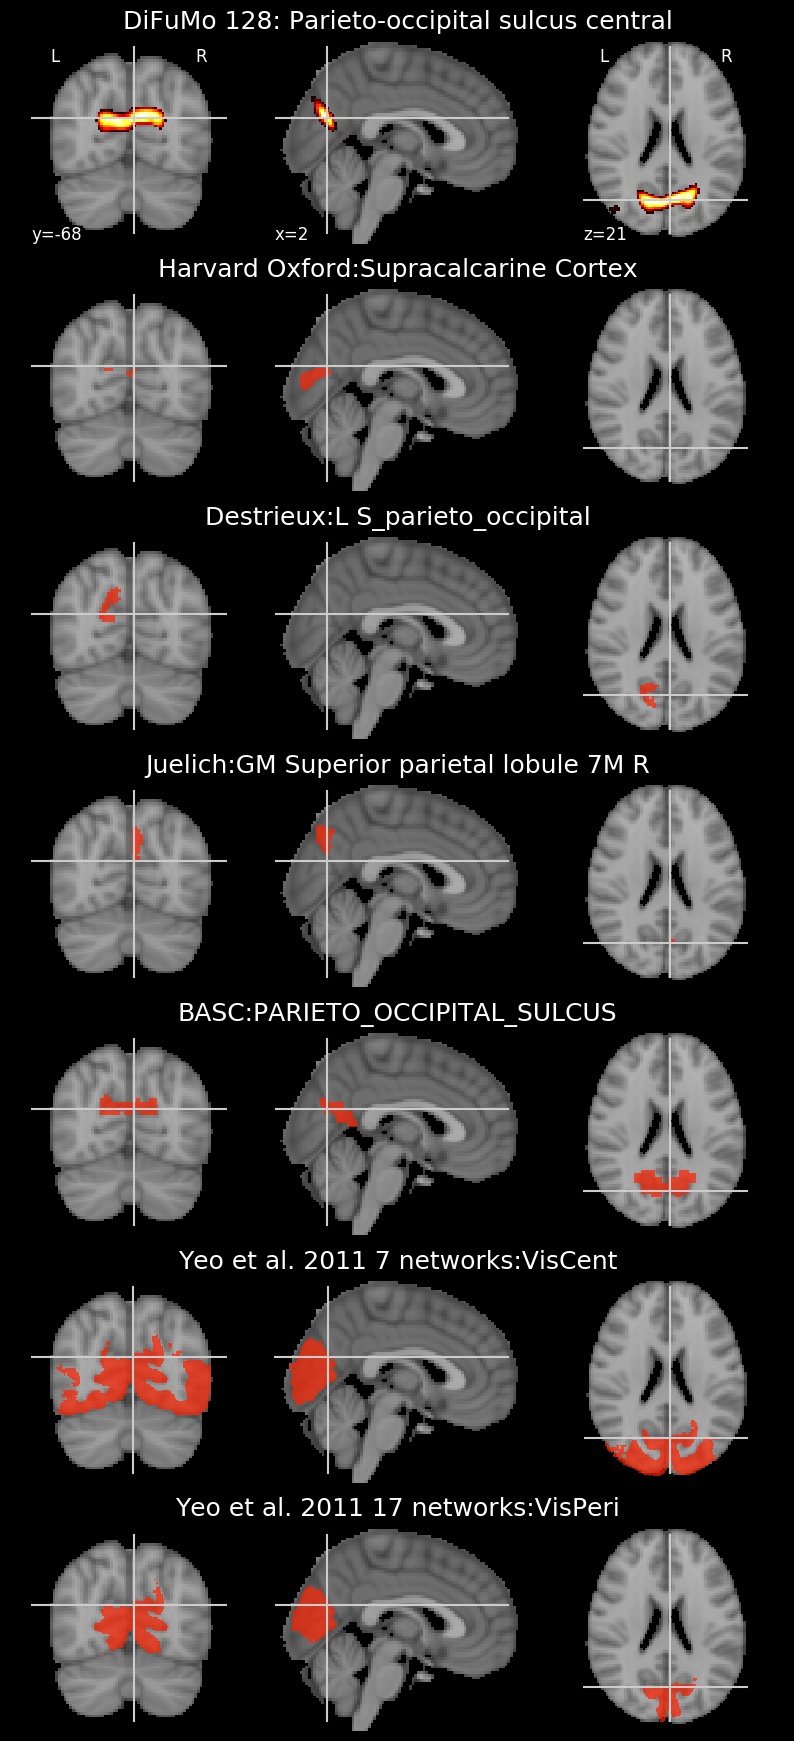 DiFuMo 128: Parieto-occipital sulcus central
L R L R
y=-68 x=2 z=21
Harvard Oxford:Supracalcarine Cortex
Destrieux:L S_parieto_occipital
Juelich:GM Superior parietal lobule 7M R
BASC:PARIETO_OCCIPITAL_SULCUS
Yeo et al. 2011 7 networks:VisCent
Yeo et al. 2011 17 networks:VisPeri